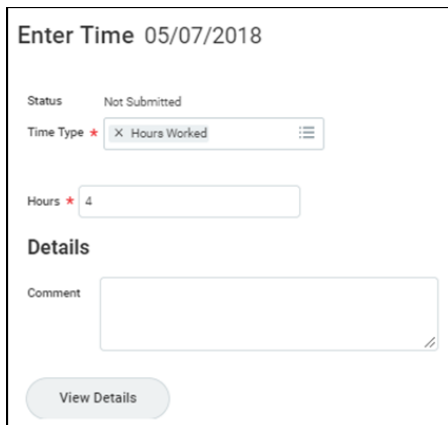 Enter Time 05/07/2018
Status Not Submitted
Time Type * × Hours Worked
Hours * 4
Details
Comment
View Details